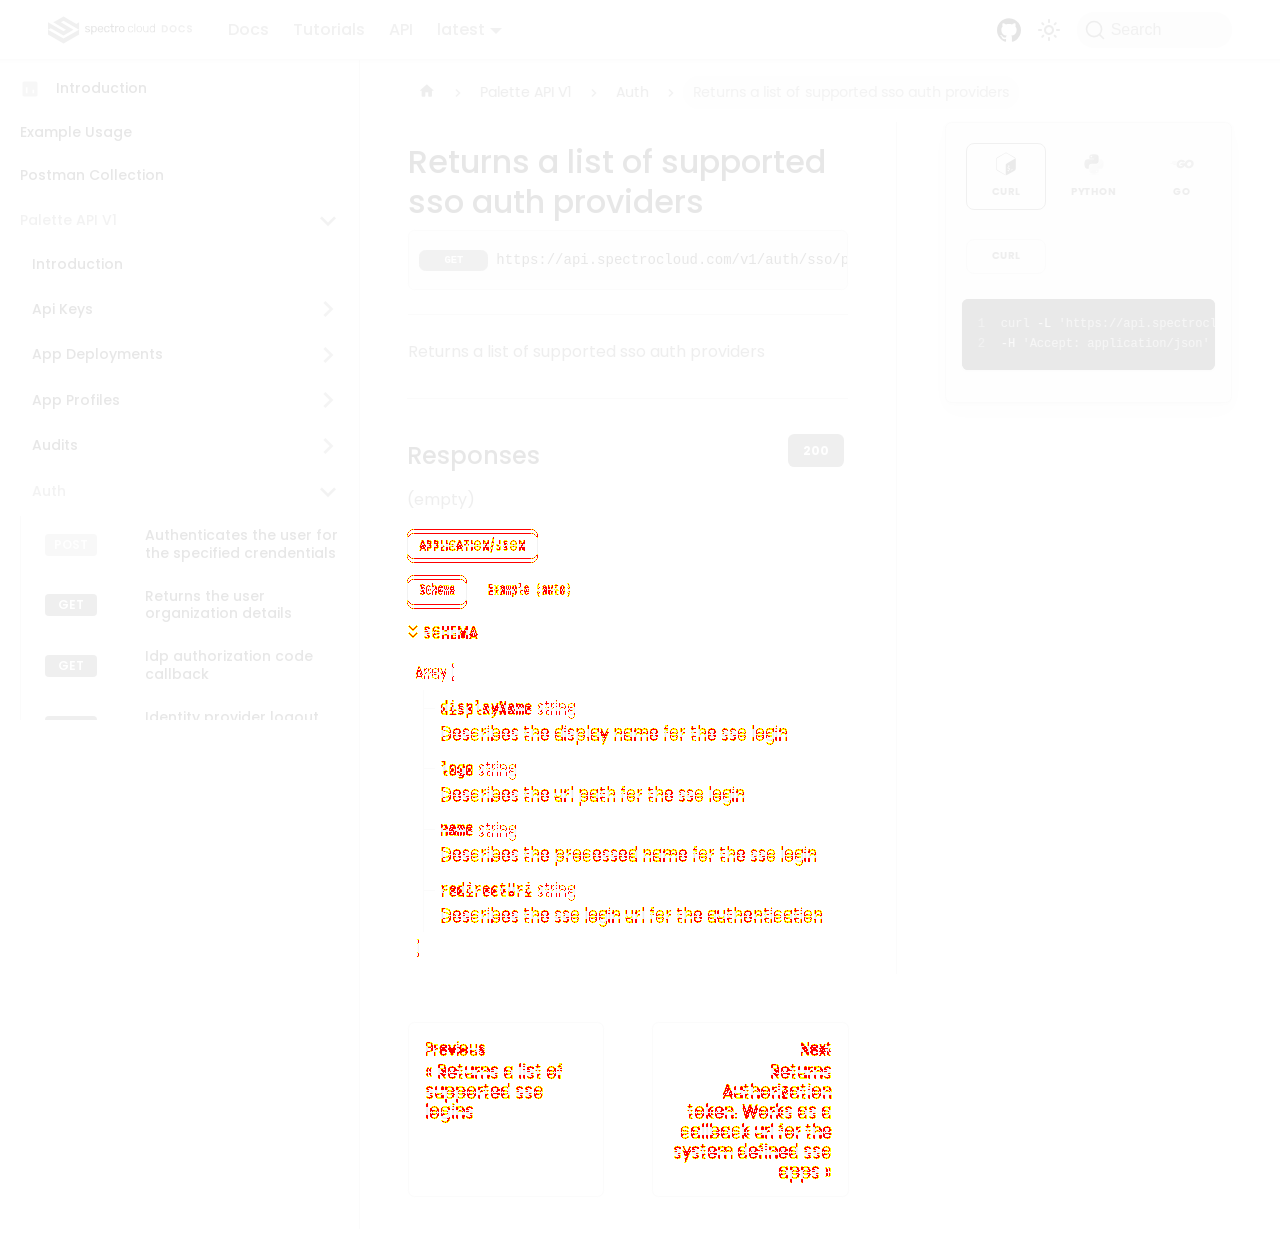 spectro cloud DOCS Docs Tutorials API latest Search
Introduction
Example Usage
Postman Collection
Palette API V1
Introduction
Api Keys
App Deployments
App Profiles
Audits
Auth
POST Authenticates the user for
the specified crendentials
GET Returns the user
organization details
GET Idp authorization code
callback
Identity provider logout
Palette API V1 Auth Returns a list of supported sso auth providers
Returns a list of supported
sso auth providers
GET https://api.spectrocloud.com/v1/auth/sso/p
Returns a list of supported sso auth providers
Responses 200
(empty)
APPLICATION/JSON
Schema Example (auto)
SCHEMA
Array [
displayName string
Describes the display name for the sso login
logo string
Describes the url path for the sso login
name string
Describes the processed name for the sso login
redirectUri string
Describes the sso login url for the authentication
]
Previous
« Returns a list of
supported sso
logins
Next
Returns
Authorization
token. Works as a
callback url for the
system defined sso
apps »
CURL PYTHON GO
CURL
1 curl -L 'https://api.spectrocl
2 -H 'Accept: application/json'